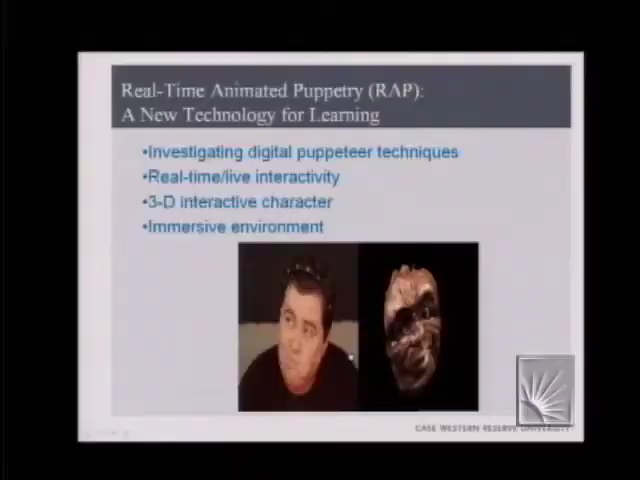 Real-Time Animated Puppetry (RAP):
A New Technology for Learning
•Investigating digital puppeteer techniques
•Real-time/live interactivity
•3-D interactive character
•Immersive environment
CASE WESTERN RESERVE UNIVERSITY